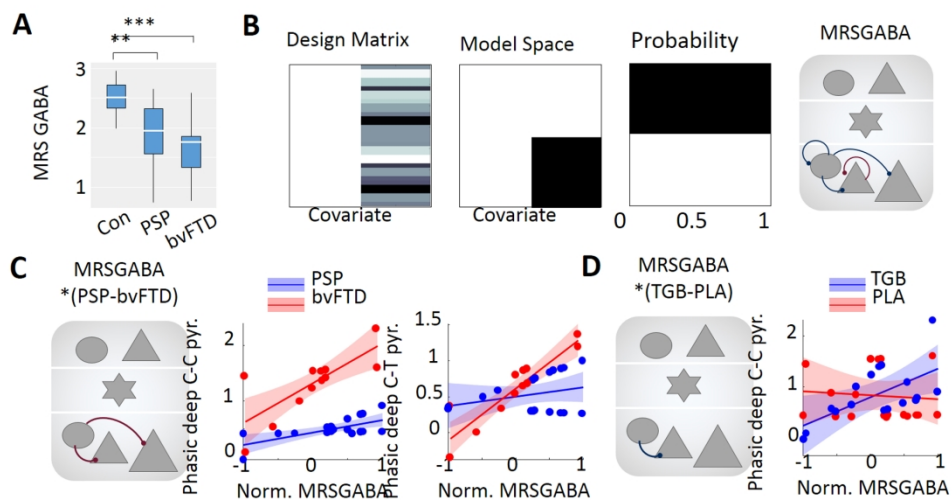 A
***
**
MRS GABA
3
2
1
Con
PSP
bvFTD
B
Design Matrix
Covariate
Model Space
Covariate
Probability
0
0.5
1
MRSGABA
C
MRSGABA
*(PSP-bvFTD)
PSP
bvFTD
Phasic deep C-C pyr.
2
1
0
-1
0
1
Norm. MRSGABA
Phasic deep C-T pyr.
1.5
1
0.5
0
-1
0
1
Norm. MRSGABA
D
MRSGABA
*(TGB-PLA)
TGB
PLA
Phasic deep C-C pyr.
2
1
0
-1
0
1
Norm. MRSGABA